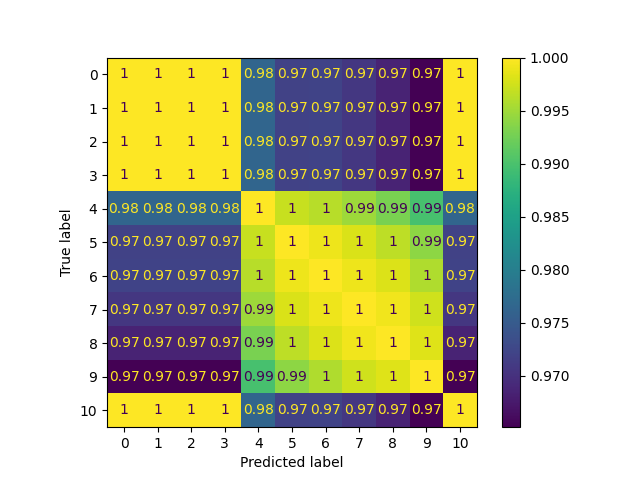 0 1 1 1 1 0.98 0.97 0.97 0.97 0.97 0.97 1
1 1 1 1 1 0.98 0.97 0.97 0.97 0.97 0.97 1
2 1 1 1 1 0.98 0.97 0.97 0.97 0.97 0.97 1
3 1 1 1 1 0.98 0.97 0.97 0.97 0.97 0.97 1
4 0.98 0.98 0.98 0.98 1 1 1 0.99 0.99 0.99 0.98
5 0.97 0.97 0.97 0.97 1 1 1 1 1 0.99 0.97
6 0.97 0.97 0.97 0.97 1 1 1 1 1 1 0.97
7 0.97 0.97 0.97 0.97 0.99 1 1 1 1 1 0.97
8 0.97 0.97 0.97 0.97 0.99 1 1 1 1 1 0.97
9 0.97 0.97 0.97 0.97 0.99 0.99 1 1 1 1 0.97
10 1 1 1 1 0.98 0.97 0.97 0.97 0.97 0.97 1
0 1 2 3 4 5 6 7 8 9 10
Predicted label
True label
1.000
0.995
0.990
0.985
0.980
0.975
0.970